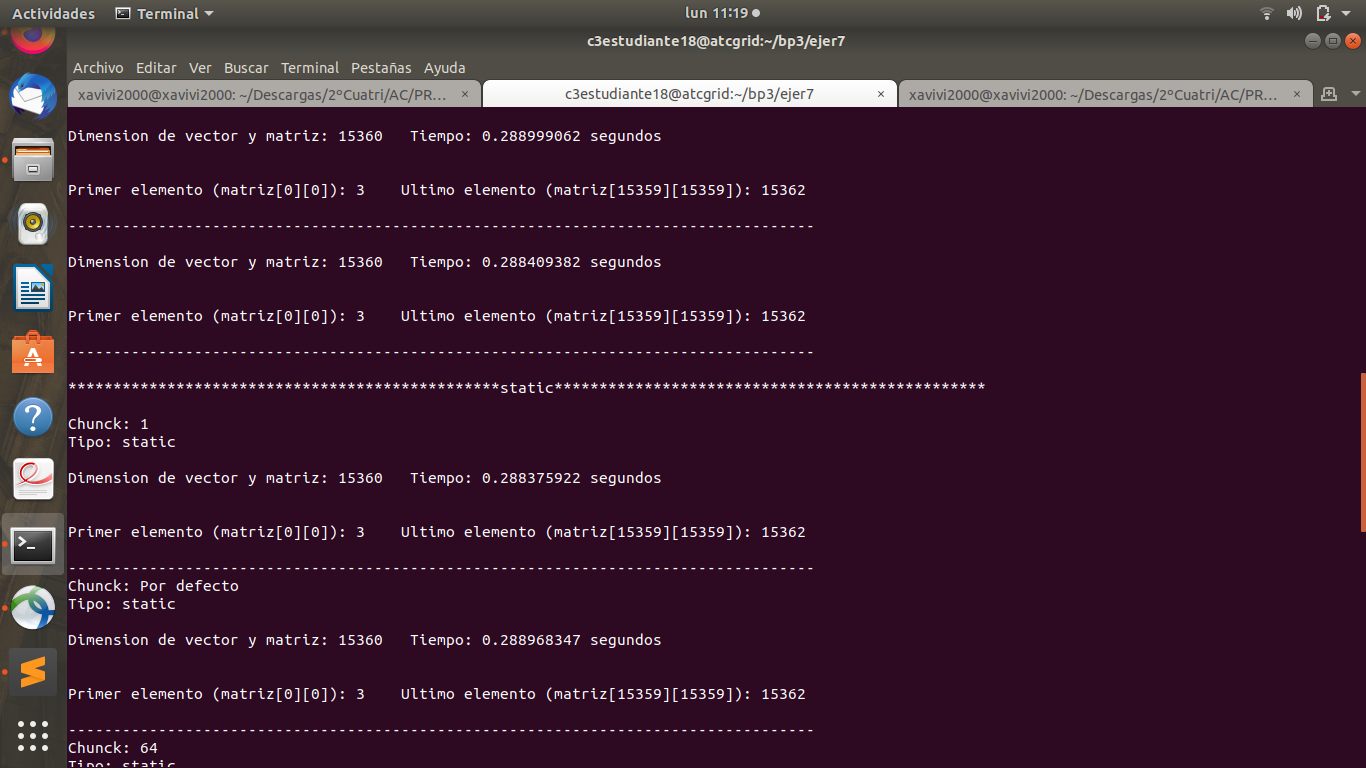 Actividades Terminal lun 11:19
c3estudiante18@atcgrid:~/bp3/ejer7
Archivo Editar Ver Buscar Terminal Pestañas Ayuda
xavivi2000@xavivi2000: ~/Descargas/2ºCuatri/AC/PR... × c3estudiante18@atcgrid:~/bp3/ejer7 × xavivi2000@xavivi2000: ~/Descargas/2ºCuatri/AC/PR... ×
Dimension de vector y matriz: 15360 Tiempo: 0.288999062 segundos
Primer elemento (matriz[0][0]): 3 Ultimo elemento (matriz[15359][15359]): 15362
-----------------------------------------------------------------------------------
Dimension de vector y matriz: 15360 Tiempo: 0.288409382 segundos
Primer elemento (matriz[0][0]): 3 Ultimo elemento (matriz[15359][15359]): 15362
-----------------------------------------------------------------------------------
************************************************static************************************************
Chunck: 1
Tipo: static
Dimension de vector y matriz: 15360 Tiempo: 0.288375922 segundos
Primer elemento (matriz[0][0]): 3 Ultimo elemento (matriz[15359][15359]): 15362
-----------------------------------------------------------------------------------
Chunck: Por defecto
Tipo: static
Dimension de vector y matriz: 15360 Tiempo: 0.288968347 segundos
Primer elemento (matriz[0][0]): 3 Ultimo elemento (matriz[15359][15359]): 15362
-----------------------------------------------------------------------------------
Chunck: 64
Tipo: static